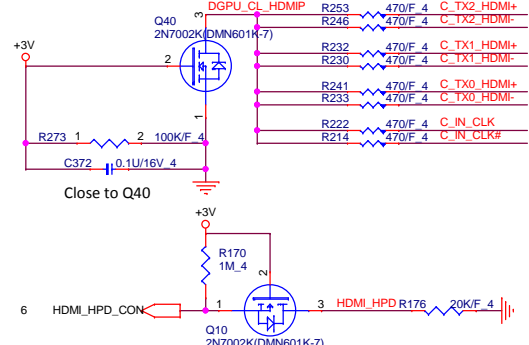 3 DGPU_CL_HDMIP R253 470/F_4 C_TX2_HDMI+
Q40 R246 470/F_4 C_TX2_HDMI-
2N7002K(DMN601K-7)
+3V R232 470/F_4 C_TX1_HDMI+
2 R230 470/F_4 C_TX1_HDMI-
R241 470/F_4 C_TX0_HDMI+
R233 470/F_4 C_TX0_HDMI-
1
R222 470/F_4 C_IN_CLK
R273 1 2 100K/F_4 R214 470/F_4 C_IN_CLK#
C372 0.1U/16V_4
Close to Q40
+3V
R170
1M_4
2
6 HDMI_HPD_CON 1 3 HDMI_HPD R176 20K/F_4
Q10
2N7002K(DMN601K-7)